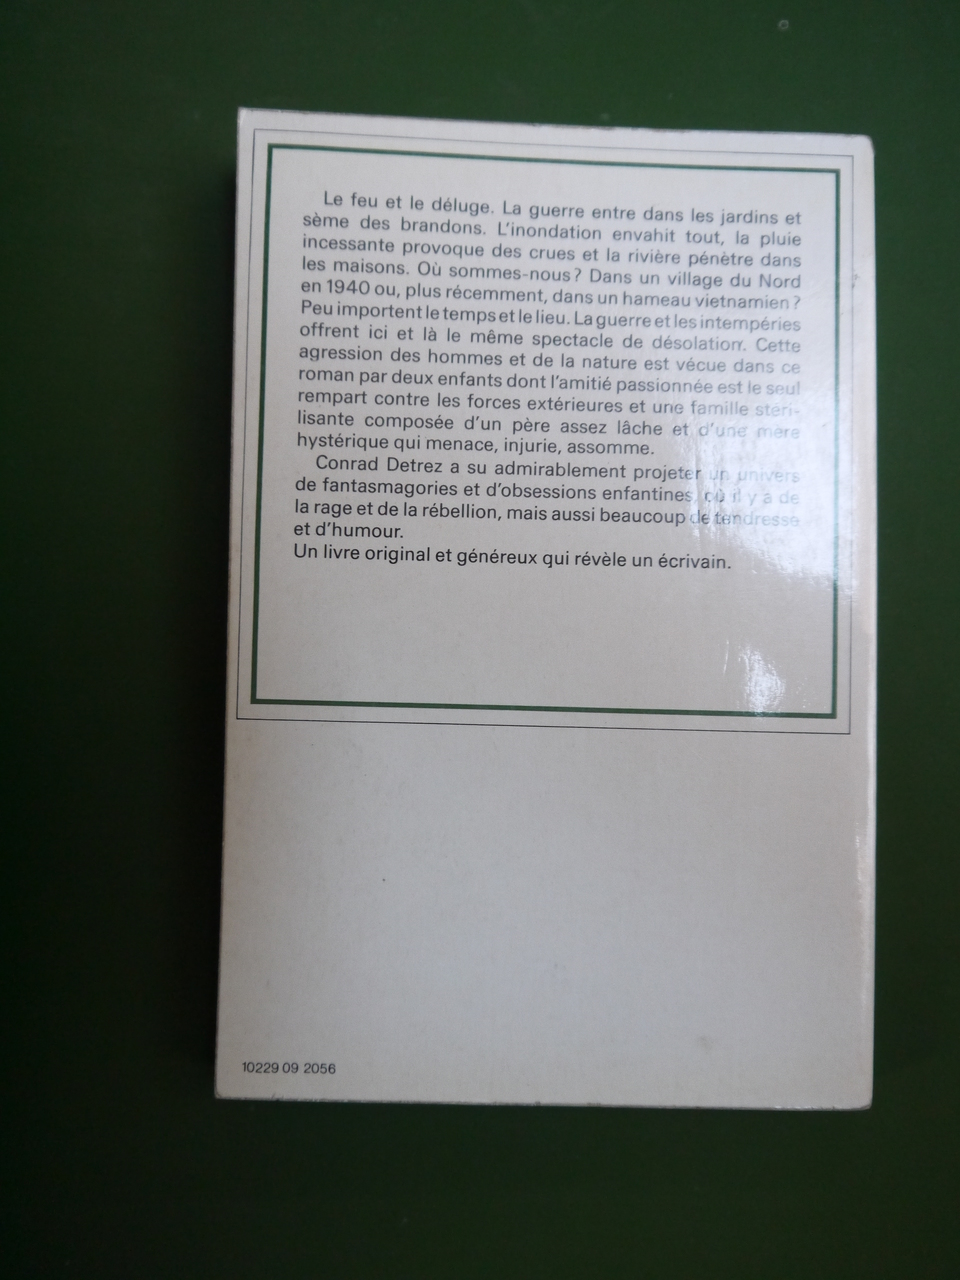 Le feu et le déluge. La guerre entre dans les jardins et
sème des brandons. L'inondation envahit tout, la pluie
incessante provoque des crues et la rivière pénètre dans
les maisons. Où sommes-nous ? Dans un village du Nord
en 1940 ou, plus récemment, dans un hameau vietnamien ?
Peu importent le temps et le lieu. La guerre et les intempéries
offrent ici et là le même spectacle de désolation. Cette
agression des hommes et de la nature est vécue dans ce
roman par deux enfants dont l'amitié passionnée est le seul
rempart contre les forces extérieures et une famille stéri-
lisante composée d'un père assez lâche et d'une mère
hystérique qui menace, injurie, assomme.
Conrad Detrez a su admirablement projeter un univers
de fantasmagories et d'obsessions enfantines, où il y a de
la rage et de la rébellion, mais aussi beaucoup de tendresse
et d'humour.
Un livre original et généreux qui révèle un écrivain.
10229 09 2056